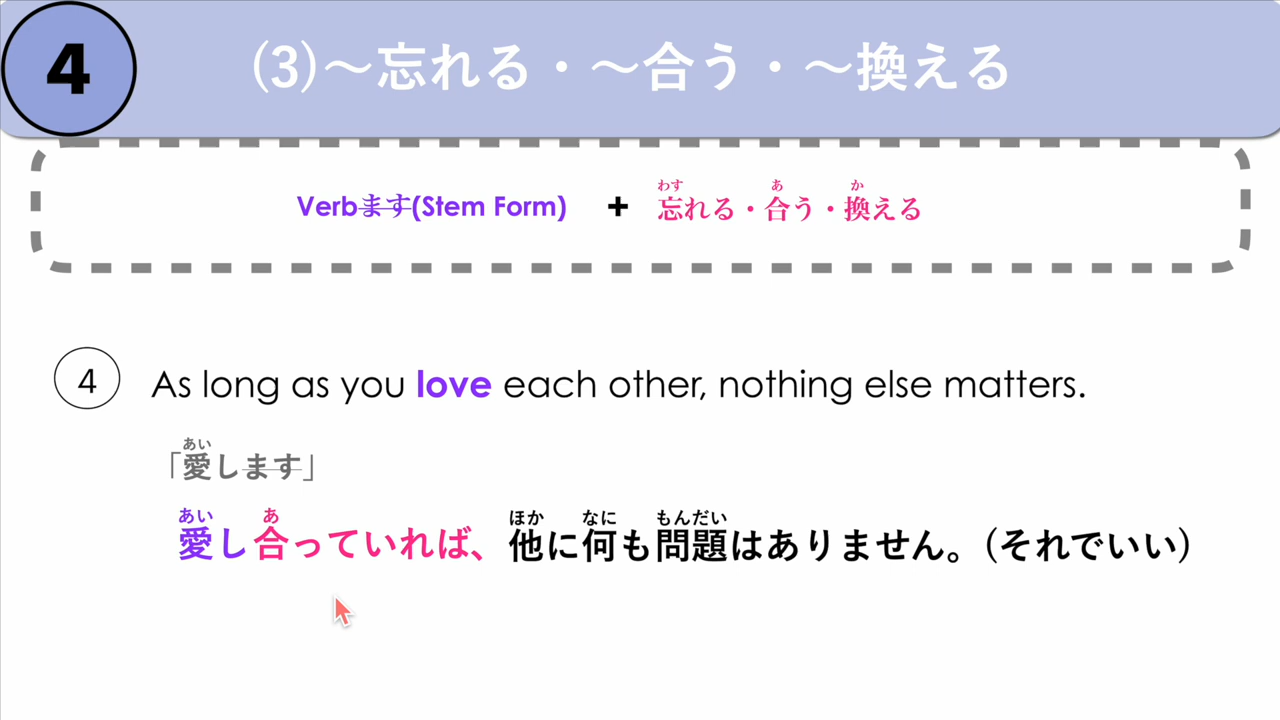 4
(3)～忘れる・～合う・～換える
わす あ か
Verbます(Stem Form) + 忘れる・合う・換える
4 As long as you love each other, nothing else matters.
あい
「愛します」
あい あ ほか なに もんだい
愛し合っていれば、他に何も問題はありません。(それでいい)